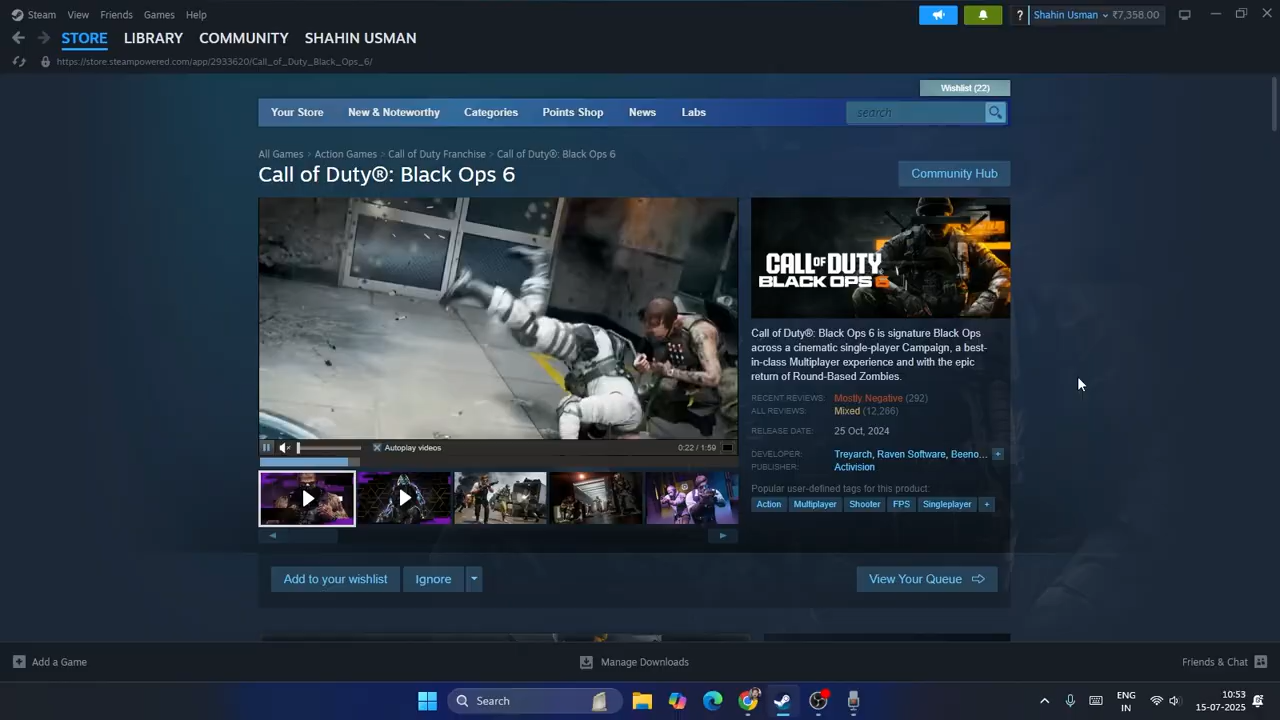 Steam View Friends Games Help
? Shahin Usman ₹7,358.00
STORE LIBRARY COMMUNITY SHAHIN USMAN
https://store.steampowered.com/app/2933620/Call_of_Duty_Black_Ops_6/
Wishlist (22)
Your Store New & Noteworthy Categories Points Shop News Labs search
All Games > Action Games > Call of Duty Franchise > Call of Duty®: Black Ops 6
Call of Duty®: Black Ops 6
Community Hub
CALL OF DUTY
BLACK OPS 6
Call of Duty®: Black Ops 6 is signature Black Ops
across a cinematic single-player Campaign, a best-
in-class Multiplayer experience and with the epic
return of Round-Based Zombies.
RECENT REVIEWS: Mostly Negative (292)
ALL REVIEWS: Mixed (12,266)
RELEASE DATE: 25 Oct, 2024
DEVELOPER: Treyarch, Raven Software, Beeno... +
PUBLISHER: Activision
Popular user-defined tags for this product:
Action Multiplayer Shooter FPS Singleplayer +
Autoplay videos 0:22 / 1:59
Add to your wishlist Ignore View Your Queue
Add a Game Manage Downloads Friends & Chat
Search
ENG
IN
10:53
15-07-2025